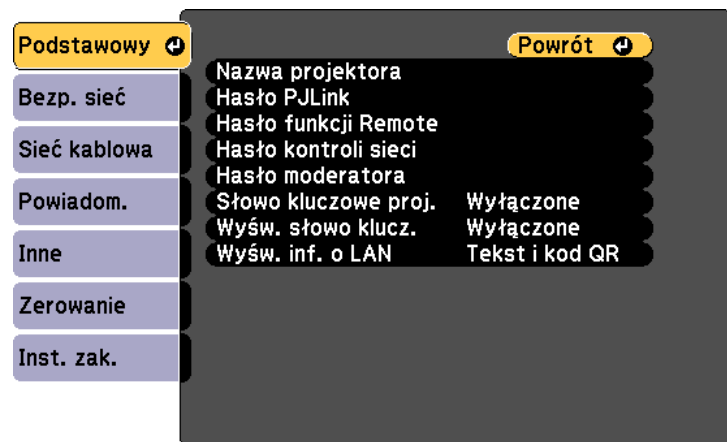 Podstawowy
Bezp. sieć
Sieć kablowa
Powiadom.
Inne
Zerowanie
Inst. zak.
Powrót
Nazwa projektora
Hasło PJLink
Hasło funkcji Remote
Hasło kontroli sieci
Hasło moderatora
Słowo kluczowe proj. Wyłączone
Wyśw. słowo klucz. Wyłączone
Wyśw. inf. o LAN Tekst i kod QR